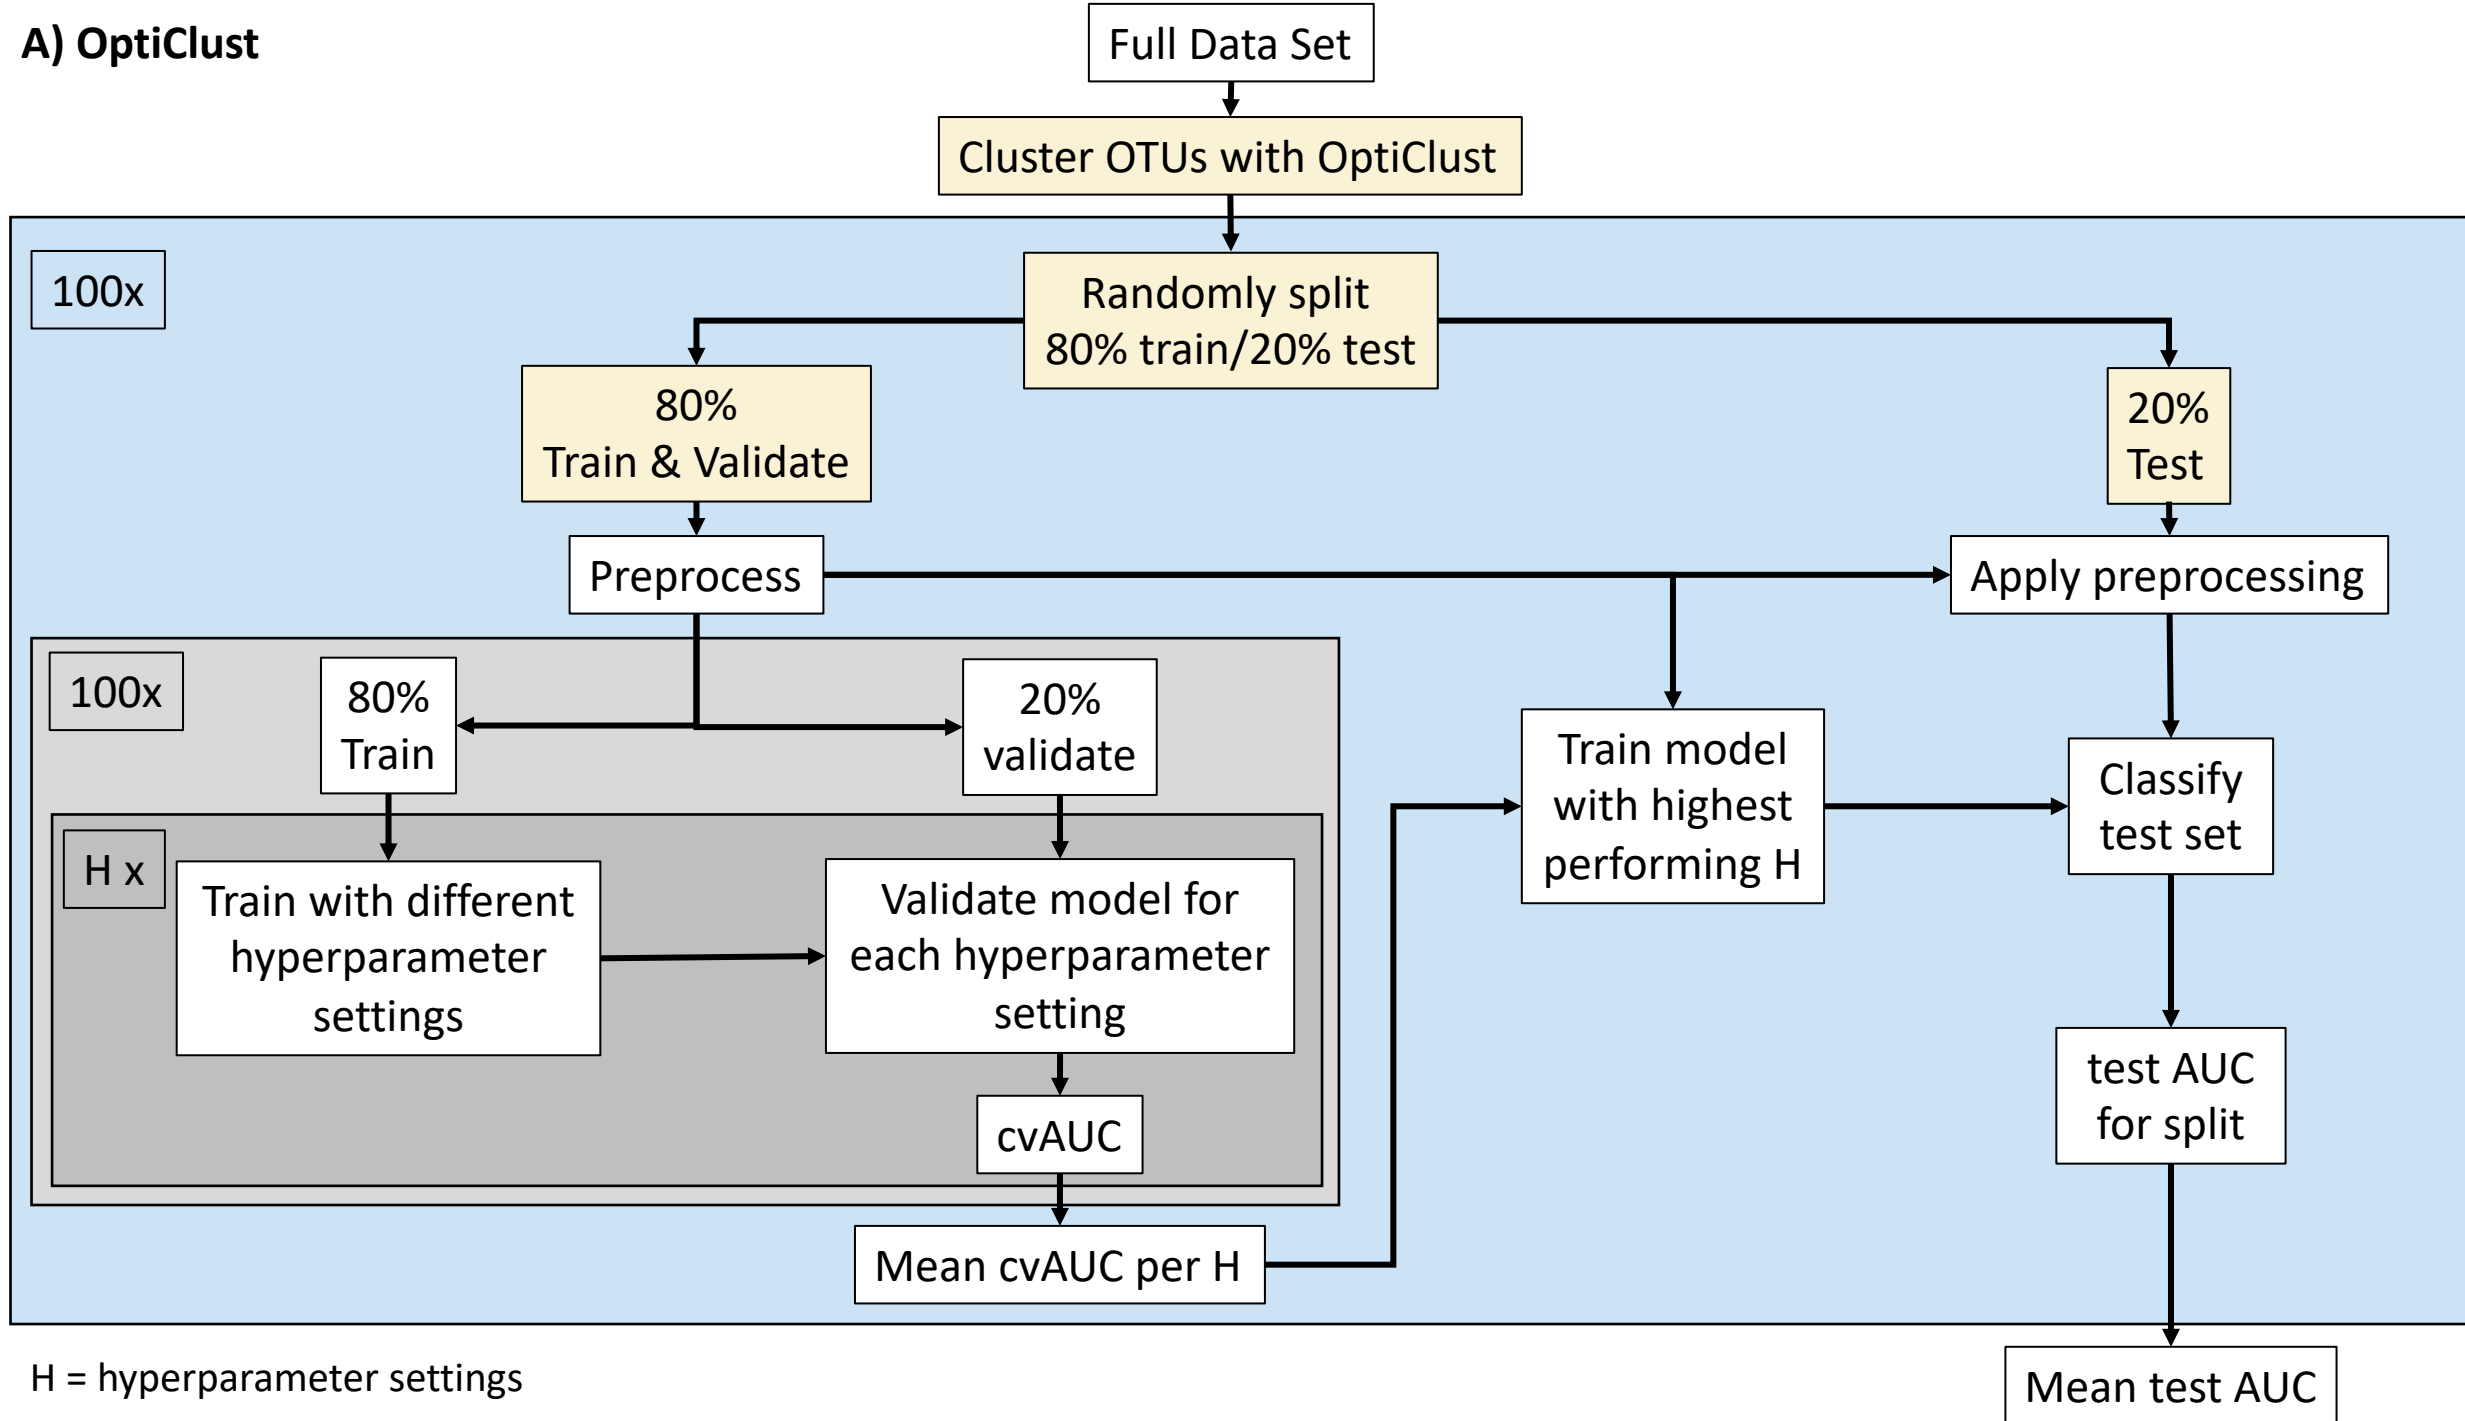 A) OptiClust
Full Data Set
Cluster OTUs with OptiClust
100x
Randomly split
80% train/20% test
80%
Train & Validate
20%
Test
Preprocess
Apply preprocessing
100x
80%
Train
20%
validate
H x
Train with different
hyperparameter
settings
Validate model for
each hyperparameter
setting
cvAUC
Mean cvAUC per H
Train model
with highest
performing H
Classify
test set
test AUC
for split
Mean test AUC
H = hyperparameter settings